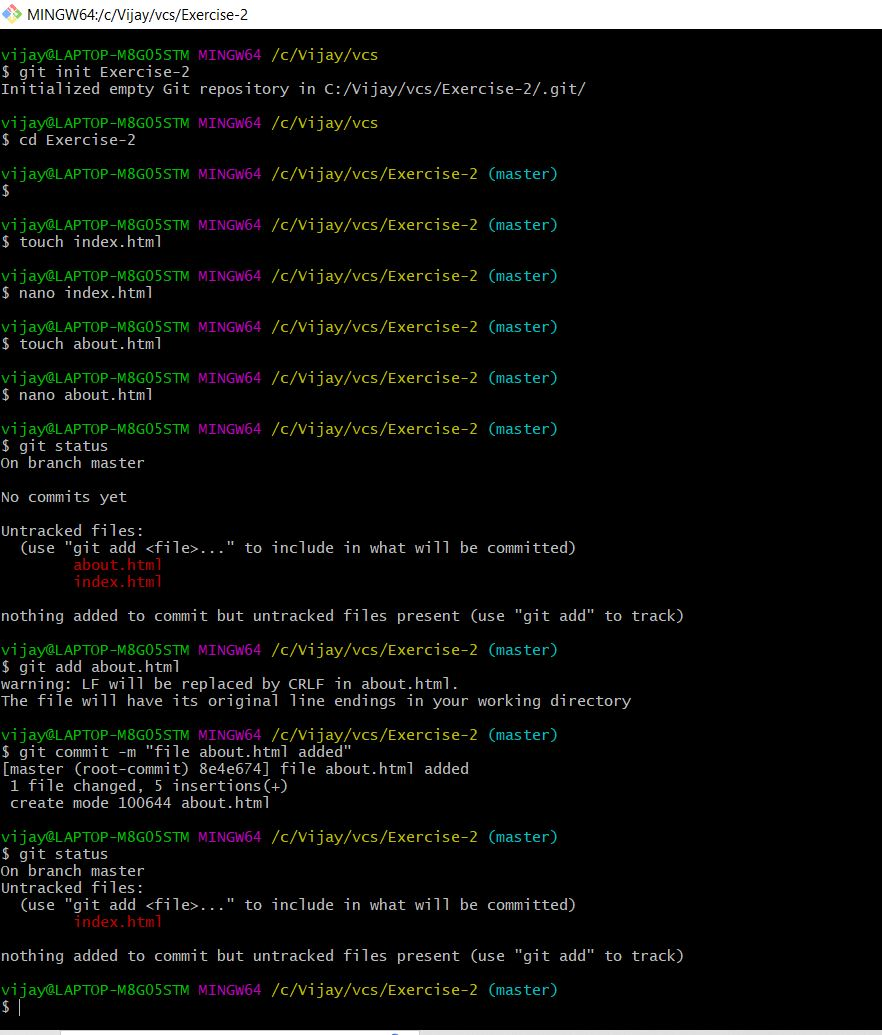 MINGW64:/c/Vijay/vcs/Exercise-2
vijay@LAPTOP-M8GO5STM MINGW64 /c/Vijay/vcs
$ git init Exercise-2
Initialized empty Git repository in C:/Vijay/vcs/Exercise-2/.git/
vijay@LAPTOP-M8GO5STM MINGW64 /c/Vijay/vcs
$ cd Exercise-2
vijay@LAPTOP-M8GO5STM MINGW64 /c/Vijay/vcs/Exercise-2 (master)
$
vijay@LAPTOP-M8GO5STM MINGW64 /c/Vijay/vcs/Exercise-2 (master)
$ touch index.html
vijay@LAPTOP-M8GO5STM MINGW64 /c/Vijay/vcs/Exercise-2 (master)
$ nano index.html
vijay@LAPTOP-M8GO5STM MINGW64 /c/Vijay/vcs/Exercise-2 (master)
$ touch about.html
vijay@LAPTOP-M8GO5STM MINGW64 /c/Vijay/vcs/Exercise-2 (master)
$ nano about.html
vijay@LAPTOP-M8GO5STM MINGW64 /c/Vijay/vcs/Exercise-2 (master)
$ git status
On branch master
No commits yet
Untracked files:
  (use "git add <file>..." to include in what will be committed)
        about.html
        index.html
nothing added to commit but untracked files present (use "git add" to track)
vijay@LAPTOP-M8GO5STM MINGW64 /c/Vijay/vcs/Exercise-2 (master)
$ git add about.html
warning: LF will be replaced by CRLF in about.html.
The file will have its original line endings in your working directory
vijay@LAPTOP-M8GO5STM MINGW64 /c/Vijay/vcs/Exercise-2 (master)
$ git commit -m "file about.html added"
[master (root-commit) 8e4e674] file about.html added
 1 file changed, 5 insertions(+)
 create mode 100644 about.html
vijay@LAPTOP-M8GO5STM MINGW64 /c/Vijay/vcs/Exercise-2 (master)
$ git status
On branch master
Untracked files:
  (use "git add <file>..." to include in what will be committed)
        index.html
nothing added to commit but untracked files present (use "git add" to track)
vijay@LAPTOP-M8GO5STM MINGW64 /c/Vijay/vcs/Exercise-2 (master)
$